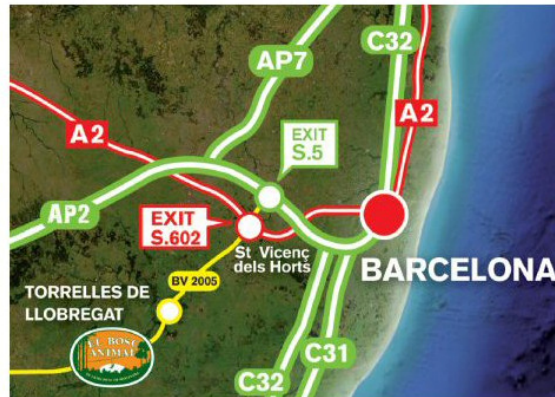 C32
AP7
A2
A2
EXIT
S.5
AP2
EXIT
S.602
St Vicenç
dels Horts
BARCELONA
BV 2005
TORRELLES DE
LLOBREGAT
EL BOSC
ANIMAT
C31
C32